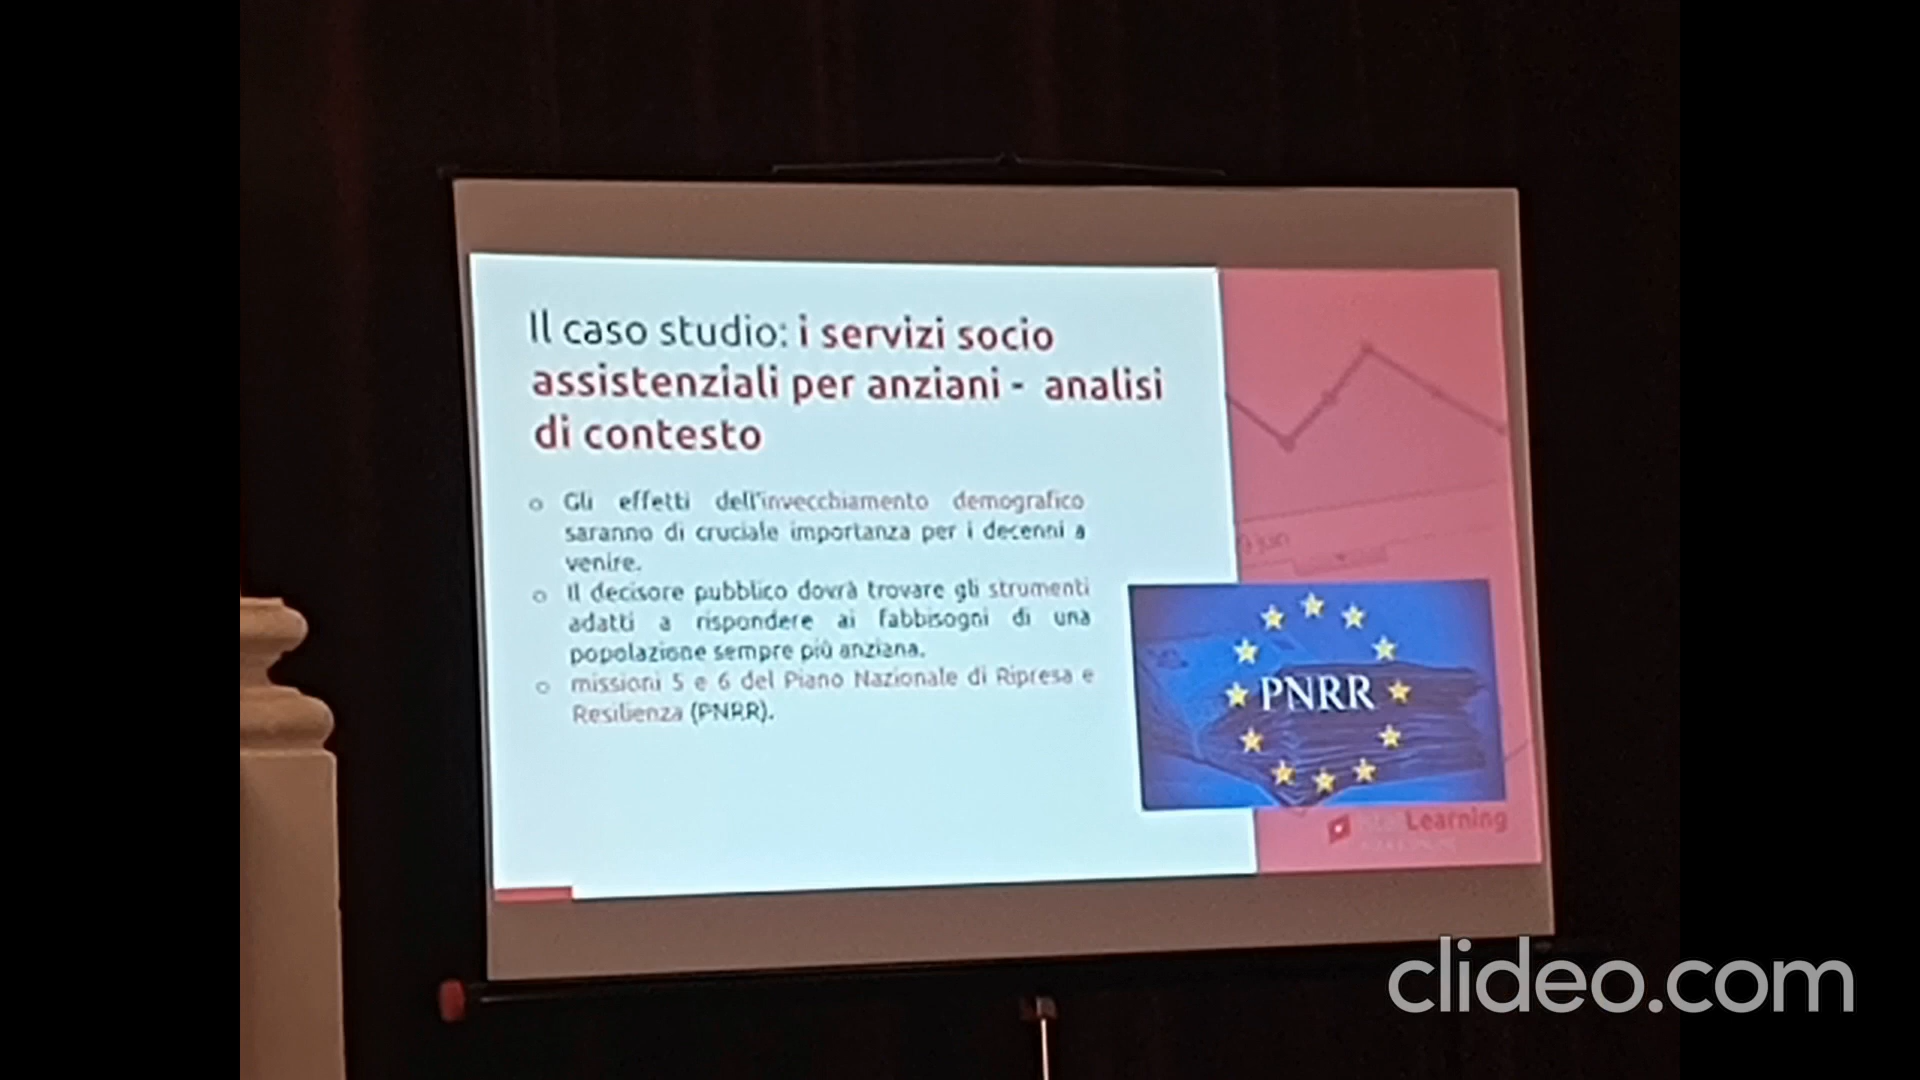 Il caso studio: i servizi socio
assistenziali per anziani - analisi
di contesto
o Gli effetti dell'invecchiamento demografico
saranno di cruciale importanza per i decenni a
venire.
o Il decisore pubblico dovrà trovare gli strumenti
adatti a rispondere ai fabbisogni di una
popolazione sempre più anziana.
o missioni 5 e 6 del Piano Nazionale di Ripresa e
Resilienza (PNRR).
PNRR
Learning
clideo.com